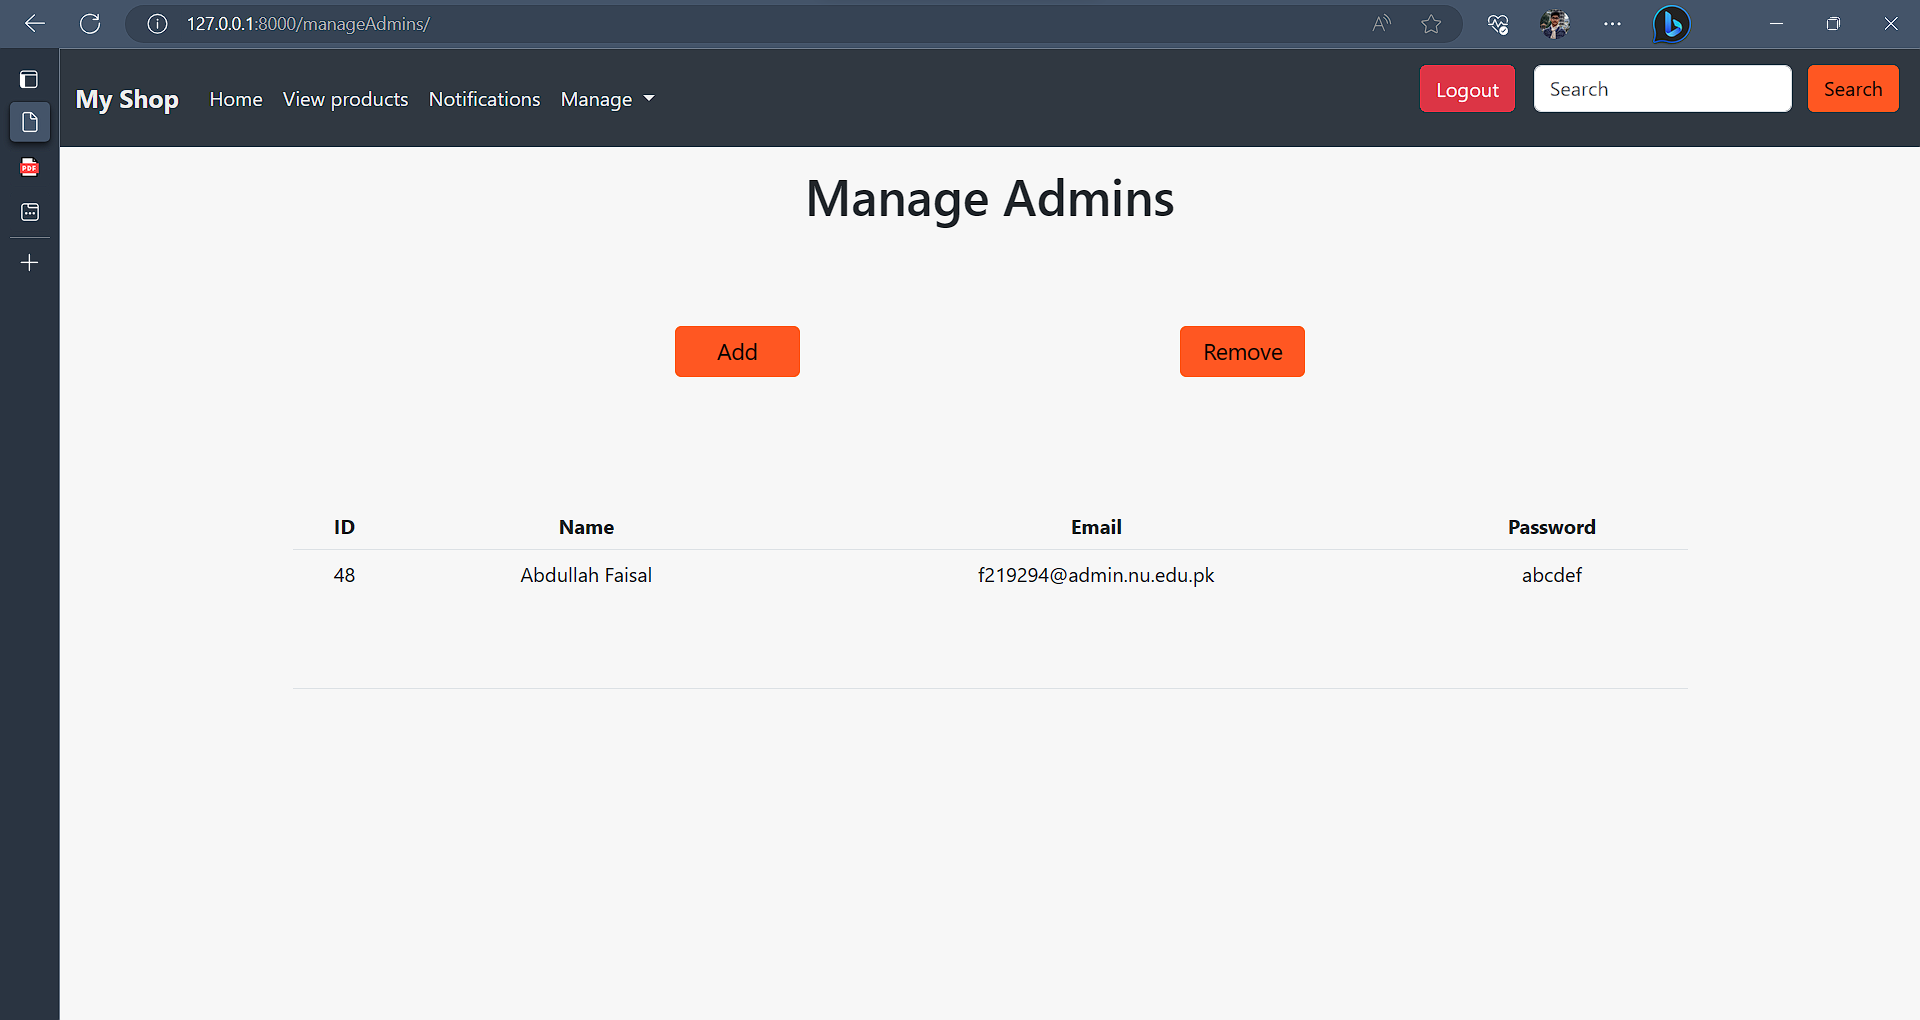 127.0.0.1:8000/manageAdmins/
My Shop Home View products Notifications Manage Logout Search Search
PDF
Manage Admins
Add Remove
ID Name Email Password
48 Abdullah Faisal f219294@admin.nu.edu.pk abcdef